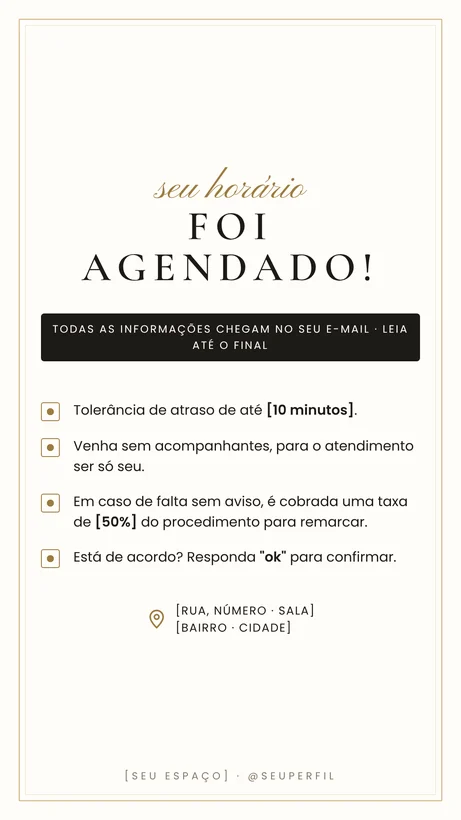 seu horário
FOI
AGENDADO!
TODAS AS INFORMAÇÕES CHEGAM NO SEU E-MAIL · LEIA
ATÉ O FINAL
Tolerância de atraso de até [10 minutos].
Venha sem acompanhantes, para o atendimento
ser só seu.
Em caso de falta sem aviso, é cobrada uma taxa
de [50%] do procedimento para remarcar.
Está de acordo? Responda "ok" para confirmar.
[RUA, NÚMERO · SALA]
[BAIRRO · CIDADE]
[SEU ESPAÇO] · @SEUPERFIL